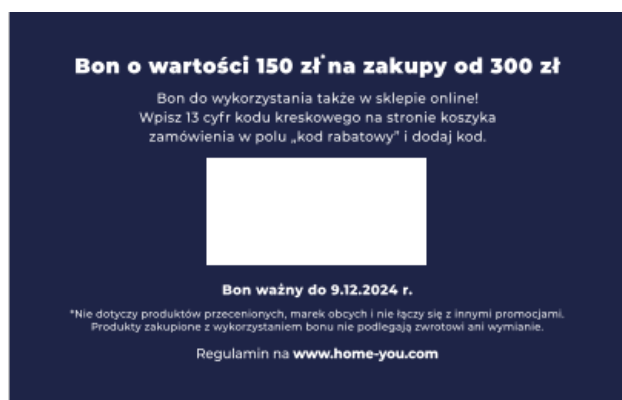 Bon o wartości 150 zł* na zakupy od 300 zł
Bon do wykorzystania także w sklepie online!
Wpisz 13 cyfr kodu kreskowego na stronie koszyka
zamówienia w polu „kod rabatowy” i dodaj kod.
Bon ważny do 9.12.2024 r.
*Nie dotyczy produktów przecenionych, marek obcych i nie łączy się z innymi promocjami.
Produkty zakupione z wykorzystaniem bonu nie podlegają zwrotowi ani wymianie.
Regulamin na www.home-you.com